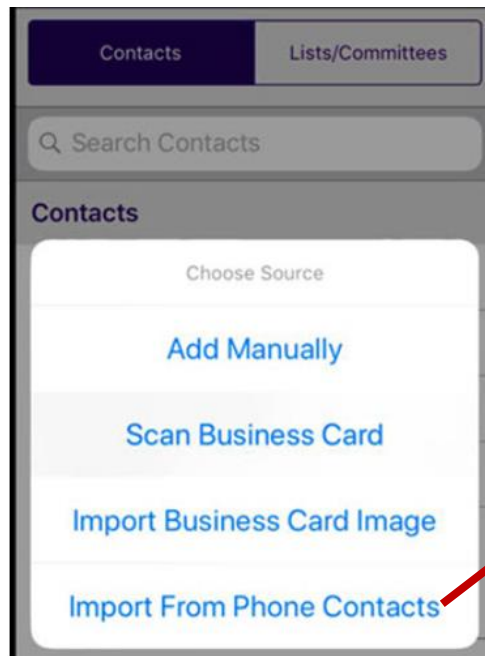 Contacts
Lists/Committees
Search Contacts
Contacts
Choose Source
Add Manually
Scan Business Card
Import Business Card Image
Import From Phone Contacts